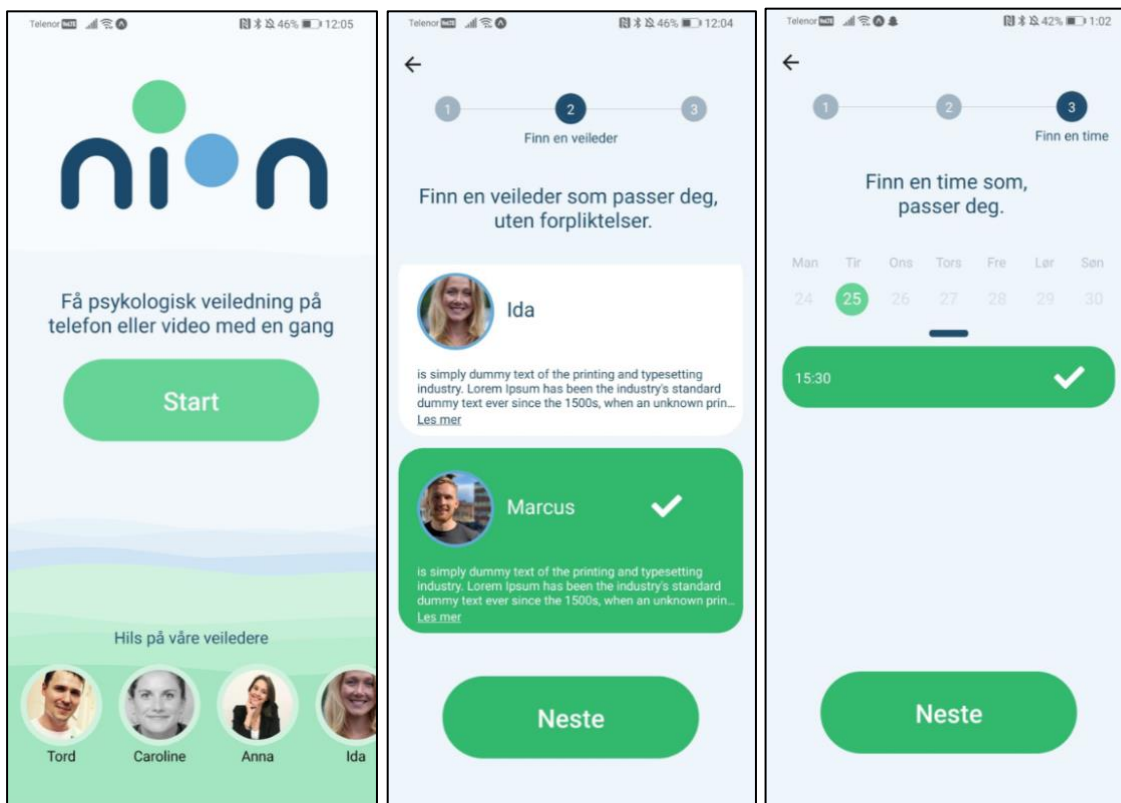 Telenor VoLTE 46% 12:05
nion
Få psykologisk veiledning på
telefon eller video med en gang
Start
Hils på våre veiledere
Tord Caroline Anna Ida
Telenor VoLTE 46% 12:04
1 2 3
Finn en veileder
Finn en veileder som passer deg,
uten forpliktelser.
Ida
is simply dummy text of the printing and typesetting
industry. Lorem Ipsum has been the industry's standard
dummy text ever since the 1500s, when an unknown prin...
Les mer
Marcus
is simply dummy text of the printing and typesetting
industry. Lorem Ipsum has been the industry's standard
dummy text ever since the 1500s, when an unknown prin...
Les mer
Neste
Telenor VoLTE 42% 1:02
1 2 3
Finn en time
Finn en time som,
passer deg.
Man Tir Ons Tors Fre Lør Søn
24 25 26 27 28 29 30
15:30
Neste